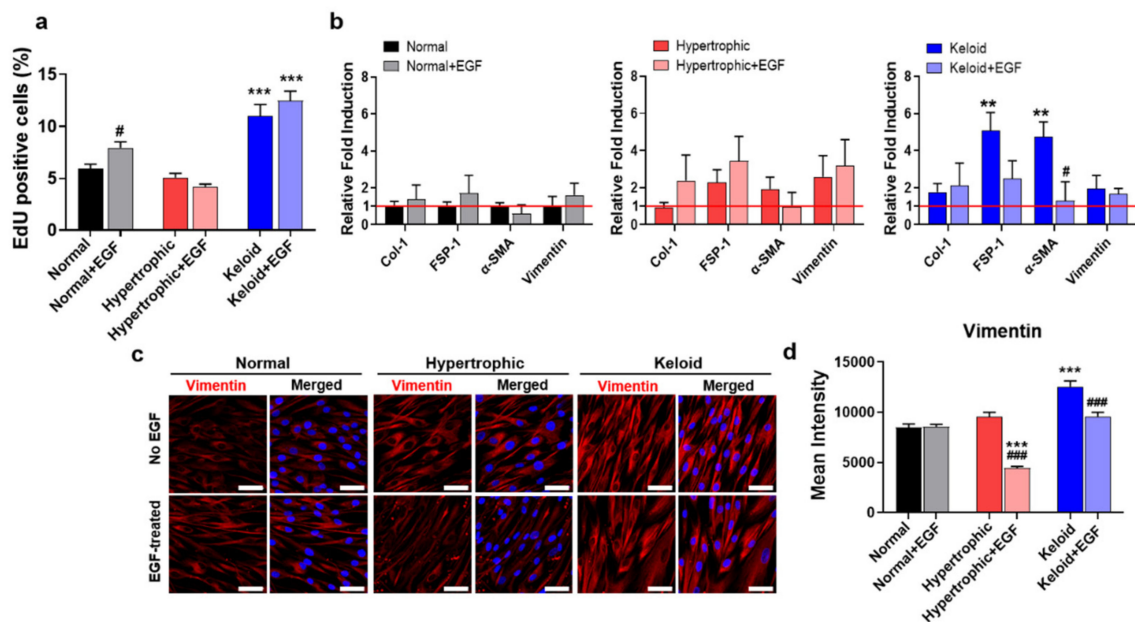 a
EdU positive cells (%)
15
10
5
0
# *** ***
Normal
Normal+EGF
Hypertrophic
Hypertrophic+EGF
Keloid
Keloid+EGF
b
Relative Fold Induction
8
6
4
2
1
0
Normal
Normal+EGF
Col-1
FSP-1
α-SMA
Vimentin
Relative Fold Induction
8
6
4
2
1
0
Hypertrophic
Hypertrophic+EGF
Col-1
FSP-1
α-SMA
Vimentin
Relative Fold Induction
8
6
4
2
1
0
Keloid
Keloid+EGF
** ** #
Col-1
FSP-1
α-SMA
Vimentin
c
Normal Hypertrophic Keloid
Vimentin Merged Vimentin Merged Vimentin Merged
No EGF
EGF-treated
d
Vimentin
Mean Intensity
15000
10000
5000
0
***
###
***
###
Normal
Normal+EGF
Hypertrophic
Hypertrophic+EGF
Keloid
Keloid+EGF